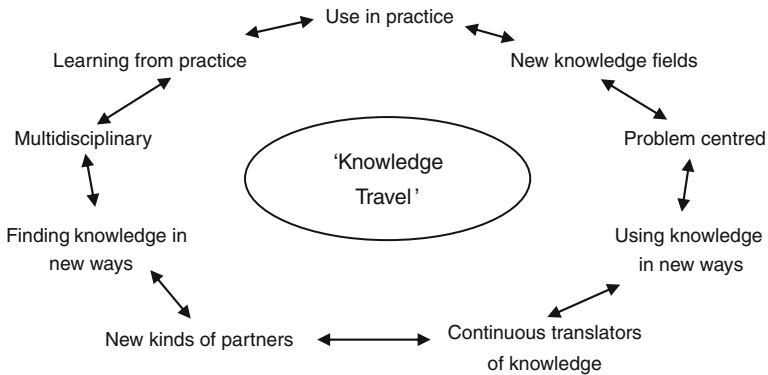 Use in practice
Learning from practice
New knowledge fields
Multidisciplinary
Problem centred
‘Knowledge
Travel’
Finding knowledge in
new ways
Using knowledge
in new ways
New kinds of partners
Continuous translators
of knowledge